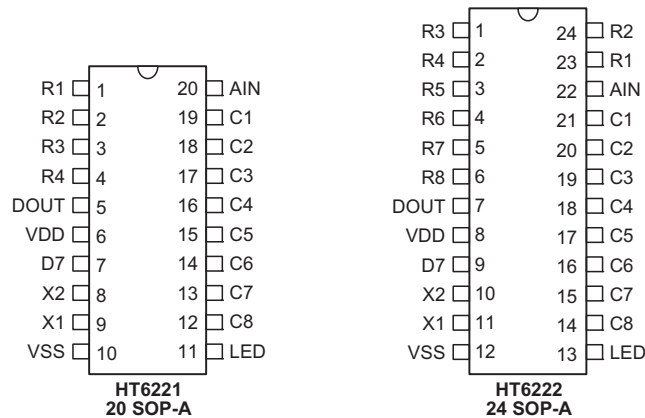 R1 1 20 AIN
R2 2 19 C1
R3 3 18 C2
R4 4 17 C3
DOUT 5 16 C4
VDD 6 15 C5
D7 7 14 C6
X2 8 13 C7
X1 9 12 C8
VSS 10 11 LED
HT6221
20 SOP-A
R3 1 24 R2
R4 2 23 R1
R5 3 22 AIN
R6 4 21 C1
R7 5 20 C2
R8 6 19 C3
DOUT 7 18 C4
VDD 8 17 C5
D7 9 16 C6
X2 10 15 C7
X1 11 14 C8
VSS 12 13 LED
HT6222
24 SOP-A